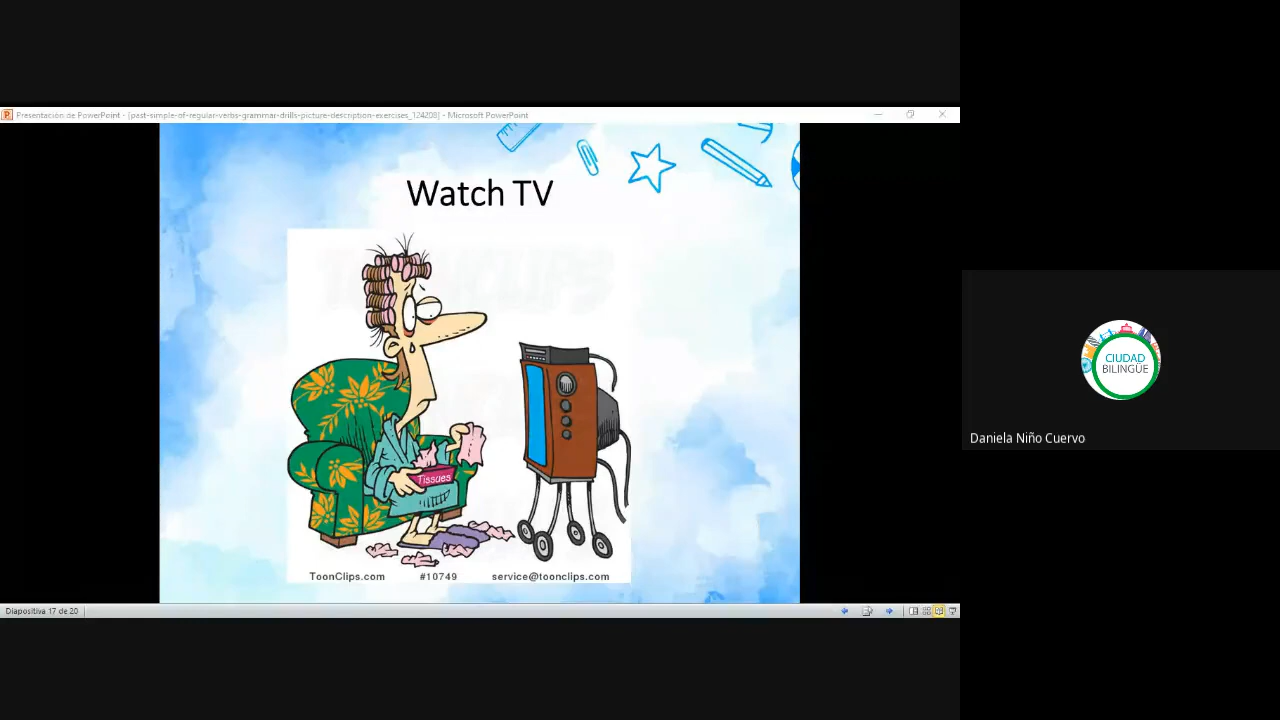 Presentación de PowerPoint - [past-simple-of-regular-verbs-grammar-drills-picture-description-exercises_124208] - Microsoft PowerPoint
Watch TV
Tissues
ToonClips.com #10749 service@toonclips.com
Diapositiva 17 de 20
CIUDAD
BILINGÜE
Daniela Niño Cuervo